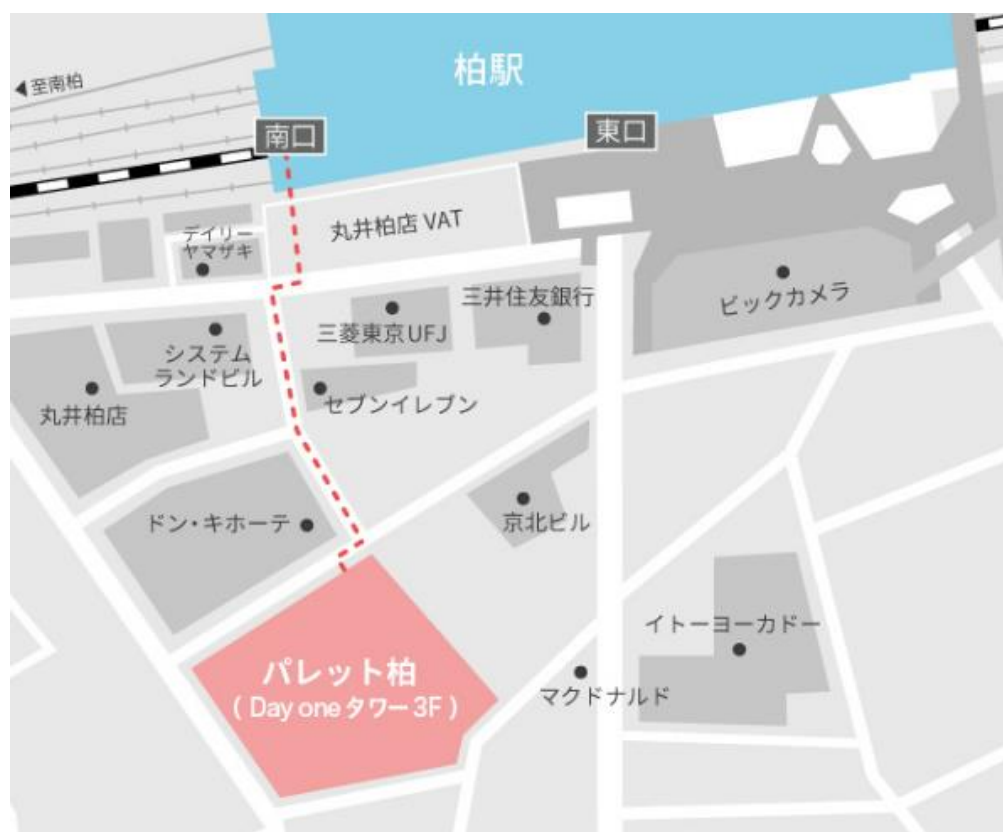 柏駅
◀至南柏
南口
東口
丸井柏店 VAT
デイリー
ヤマザキ
三井住友銀行
ビックカメラ
三菱東京UFJ
システム
ランドビル
丸井柏店
セブンイレブン
ドン・キホーテ
京北ビル
イトーヨーカドー
マクドナルド
パレット柏
( Day one タワー 3F )